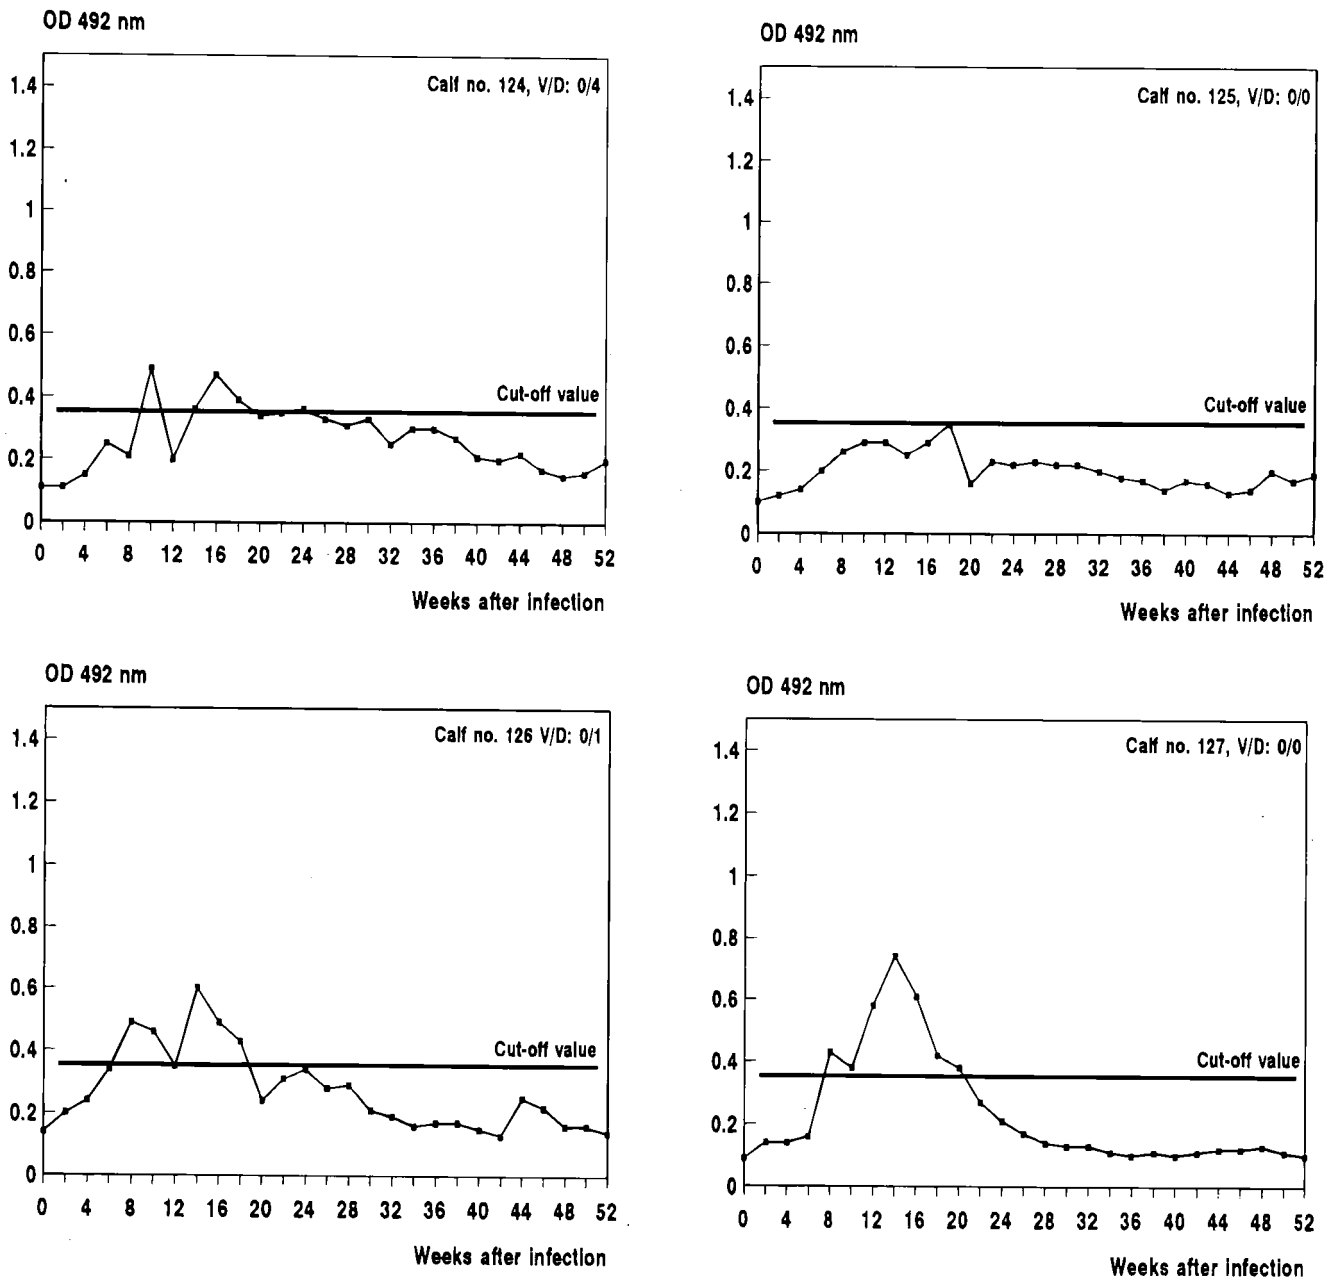 OD 492 nm
Calf no. 124, V/D: 0/4
1.4
1.2
1
0.8
0.6
0.4
0.2
0
Cut-off value
0 4 8 12 16 20 24 28 32 36 40 44 48 52
Weeks after infection
OD 492 nm
Calf no. 125, V/D: 0/0
1.4
1.2
1
0.8
0.6
0.4
0.2
0
Cut-off value
0 4 8 12 16 20 24 28 32 36 40 44 48 52
Weeks after infection
OD 492 nm
Calf no. 126 V/D: 0/1
1.4
1.2
1
0.8
0.6
0.4
0.2
0
Cut-off value
0 4 8 12 16 20 24 28 32 36 40 44 48 52
Weeks after infection
OD 492 nm
Calf no. 127, V/D: 0/0
1.4
1.2
1
0.8
0.6
0.4
0.2
0
Cut-off value
0 4 8 12 16 20 24 28 32 36 40 44 48 52
Weeks after infection